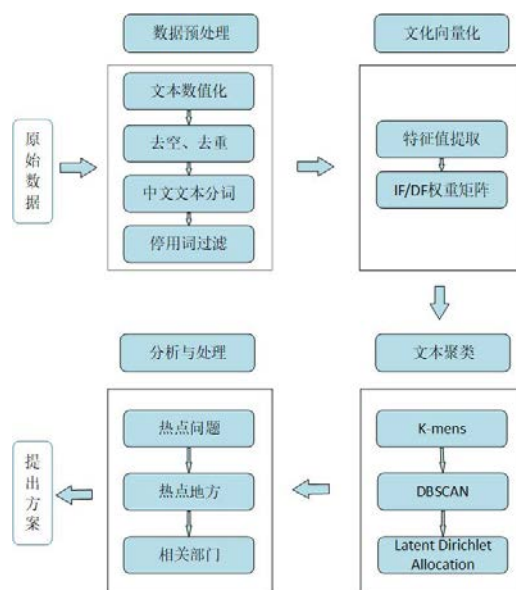 数据预处理
文化向量化
原始数据
文本数值化
去空、去重
中文文本分词
停用词过滤
特征值提取
IF/DF权重矩阵
分析与处理
文本聚类
提出方案
热点问题
热点地方
相关部门
K-mens
DBSCAN
Latent Dirichlet
Allocation